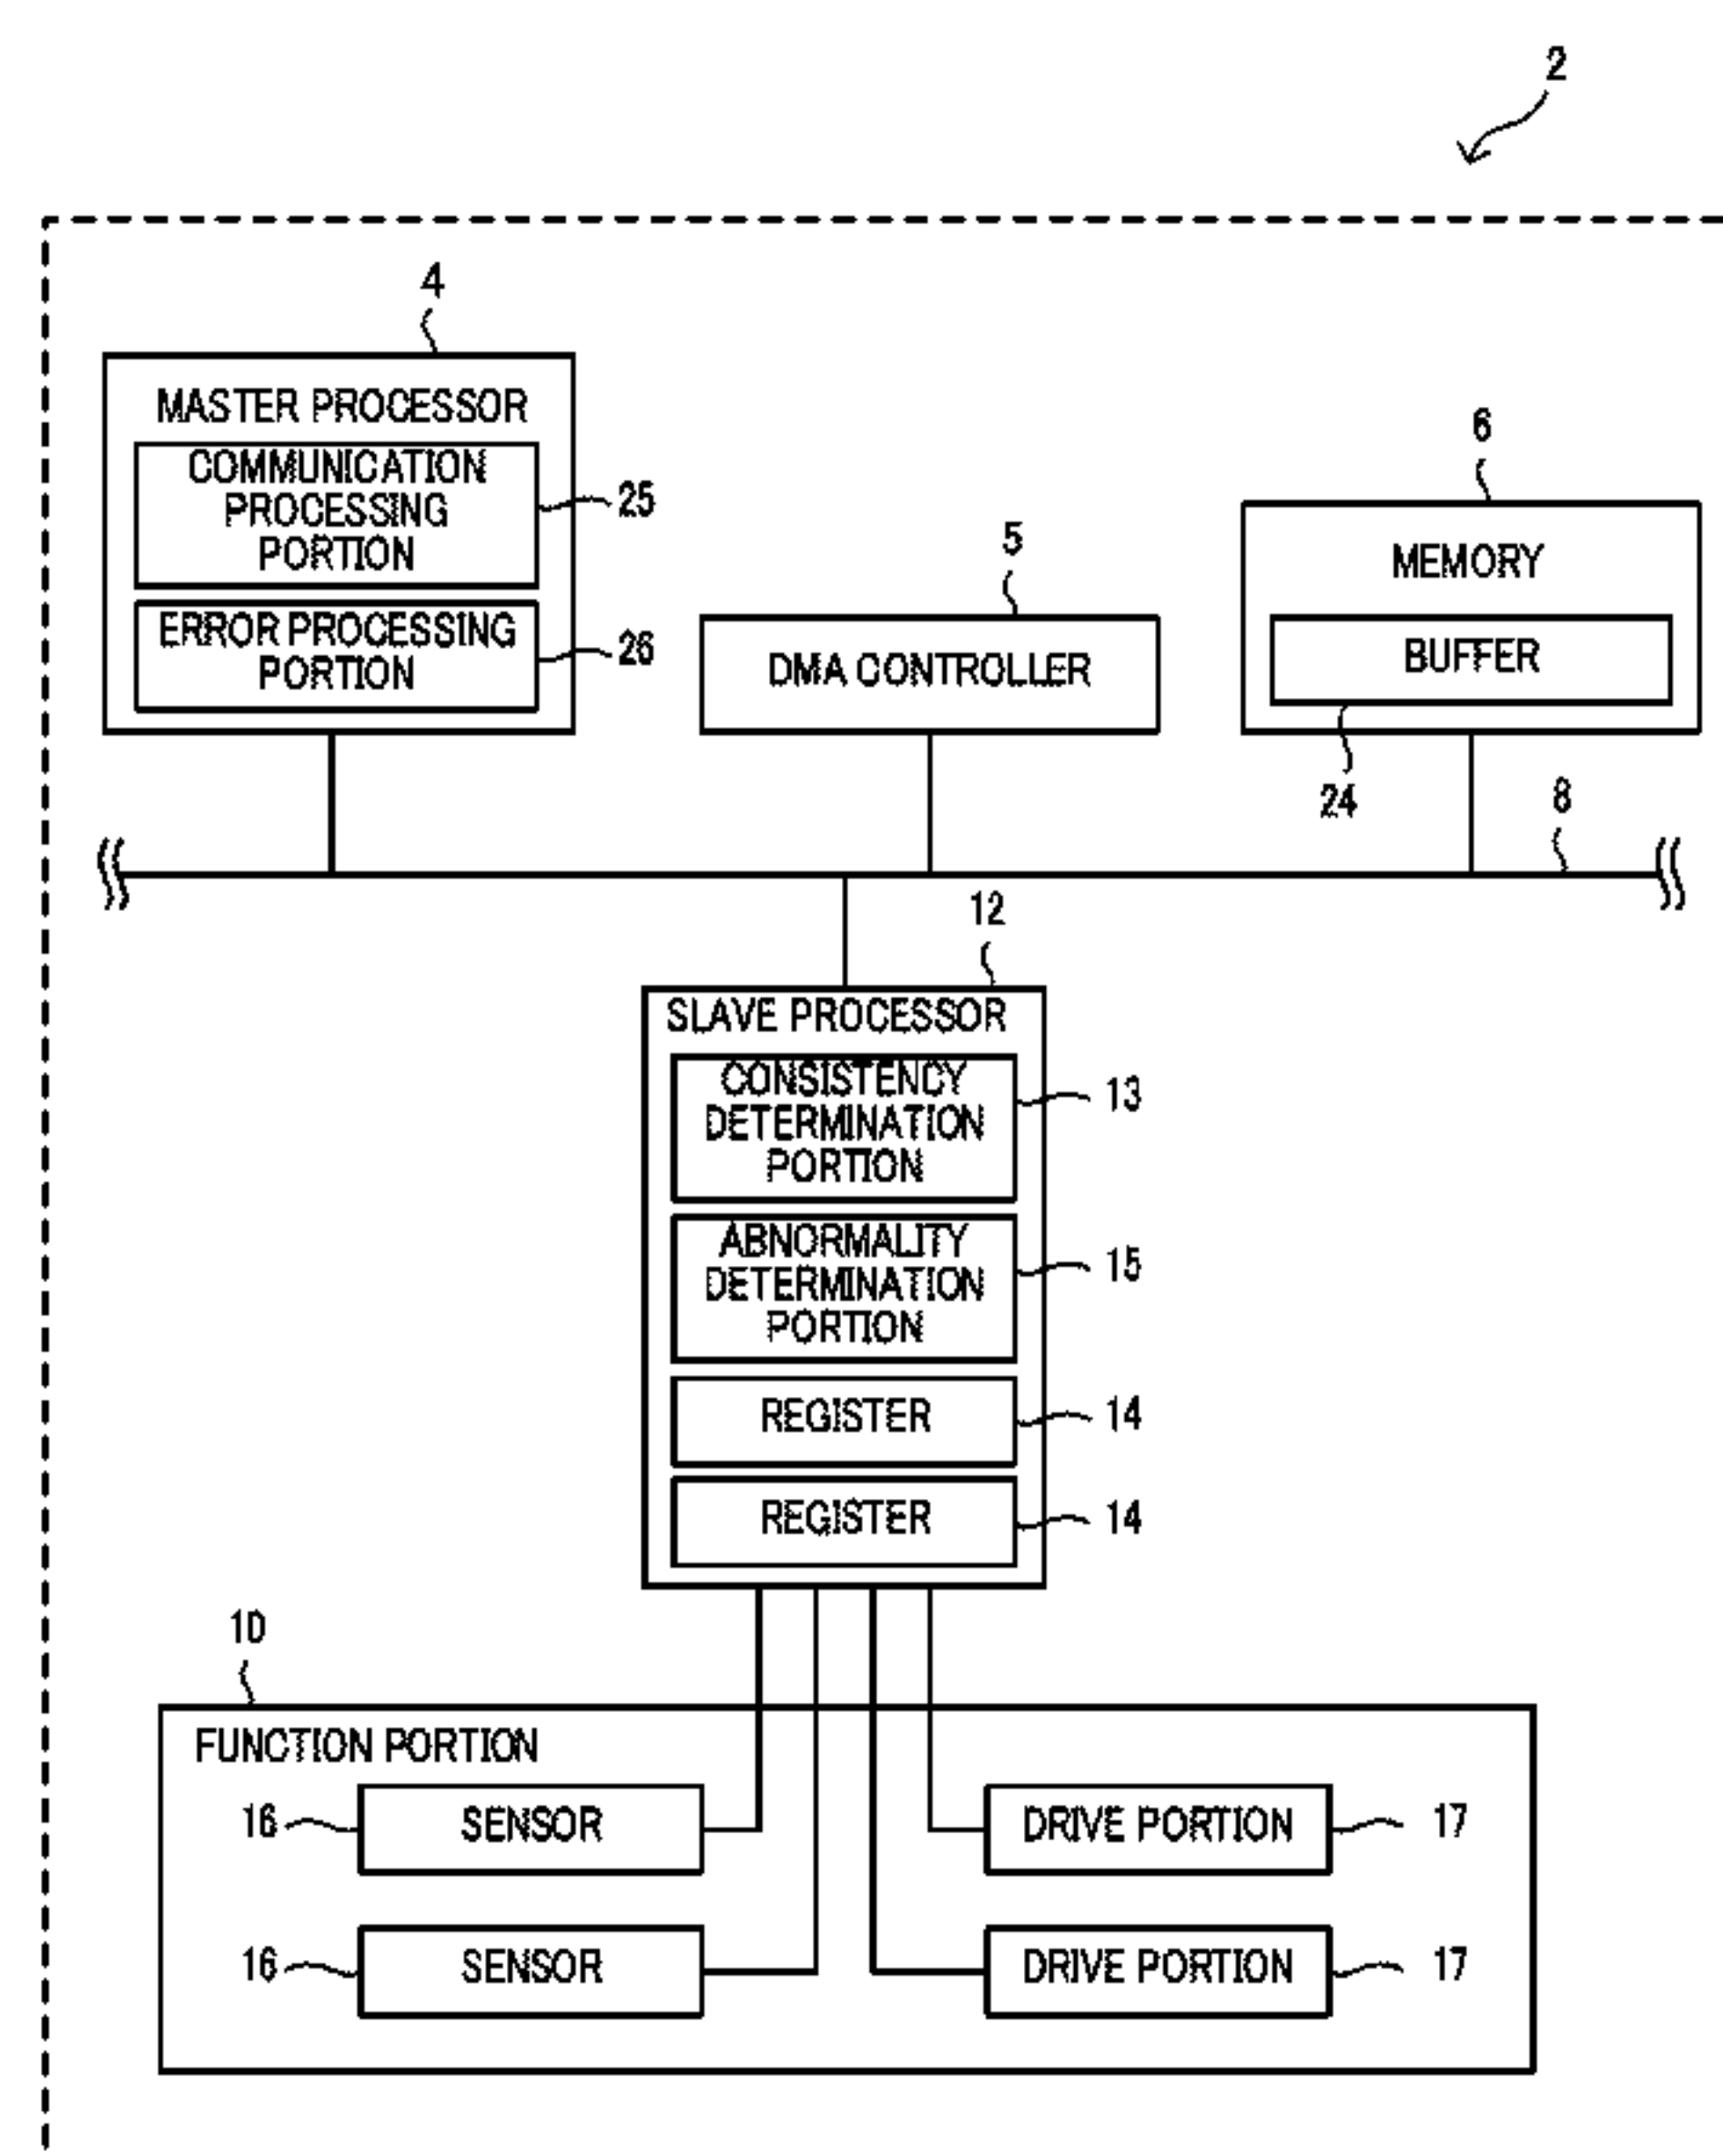 2
4
MASTER PROCESSOR
COMMUNICATION
PROCESSING
PORTION
25
ERROR PROCESSING
PORTION
26
5
DMA CONTROLLER
6
MEMORY
BUFFER
24
8
12
SLAVE PROCESSOR
CONSISTENCY
DETERMINATION
PORTION
13
ABNORMALITY
DETERMINATION
PORTION
15
REGISTER
14
REGISTER
14
10
FUNCTION PORTION
16
SENSOR
DRIVE PORTION
17
16
SENSOR
DRIVE PORTION
17